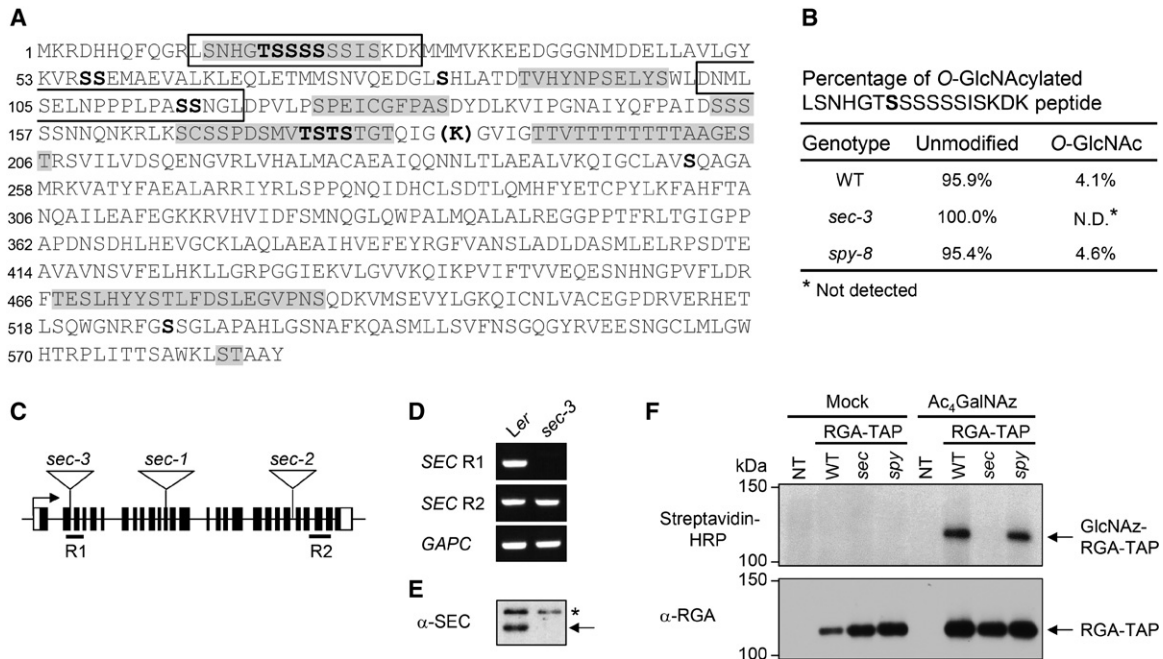 A
1 MKRDHHQFQGRLSNHGTSSSSSSISKDKMMMVKKEEDGGGNMDDELLAVLGY
53 KVRSSEMAEVALKLEQLETMMSNVQEDGLSHLATDTVHYNPSELYSWLDNML
105 SELNPPPLPASSNGLDPVLPSPEICGFPASDYDLKVIPGNAIYQFPAIDSSS
157 SSNNQNKRLKSCSSPDSMVTSTSTGTQIG(K)GVIGTTVTTTTTTTTAAGES
206 TRSVILVDSQENGVRLVHALMACAEAIQQNNLTLAEALVKQIGCLAVSQAGA
258 MRKVATYFAEALARRIYRLSPPQNQIDHCLSDTLQMHFYETCPYLKFAHFTA
306 NQAILEAFEGKKRVHVIDFSMNQGLQWPALMQALALREGGPPTFRLTGIGPP
362 APDNSDHLHEVGCKLAQLAEAIHVEFEYRGFVANSLADLDASMLELRPSDTE
414 AVAVNSVFELHKLLGRPGGIEKVLGVVKQIKPVIFTVVEQESNHNGPVFLDR
466 FTESLHYYSTLFDSLEGVPNSQDKVMSEVYLGKQICNLVACEGPDRVERHET
518 LSQWGNRFGSSGLAPAHLGSNAFKQASMLLSVFNSGQGYRVEESNGCLMLGW
570 HTRPLITTSAWKLSTAAY
B
Percentage of O-GlcNAcylated
LSNHGTSSSSSSISKDK peptide
Genotype Unmodified O-GlcNAc
WT 95.9% 4.1%
sec-3 100.0% N.D.*
spy-8 95.4% 4.6%
* Not detected
C
sec-3 sec-1 sec-2
R1 R2
D
Ler sec-3
SEC R1
SEC R2
GAPC
E
α-SEC * 
F
Mock Ac4GalNAz
RGA-TAP RGA-TAP
kDa NT WT sec spy NT WT sec spy
150
Streptavidin-
HRP
GlcNAz-
RGA-TAP
100
150
α-RGA RGA-TAP
100